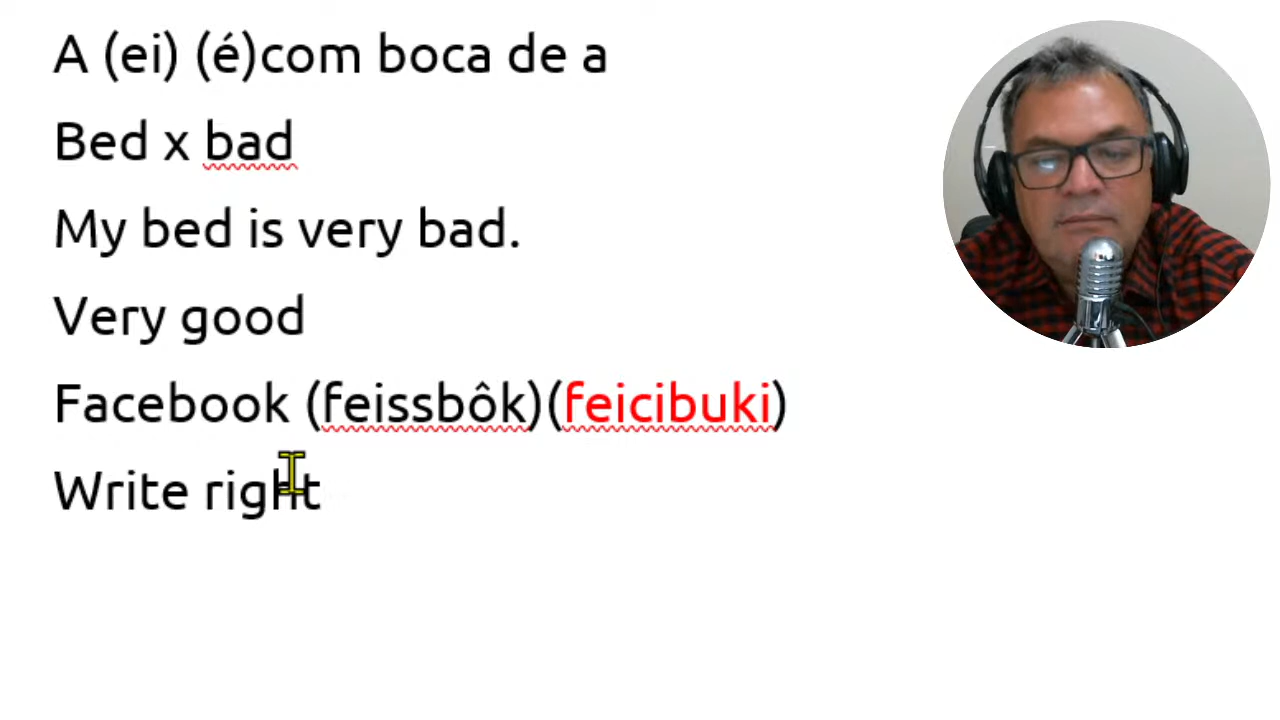 A (ei) (é)com boca de a
Bed x bad
My bed is very bad.
Very good
Facebook (feissbôk)(feicibuki)
Write right